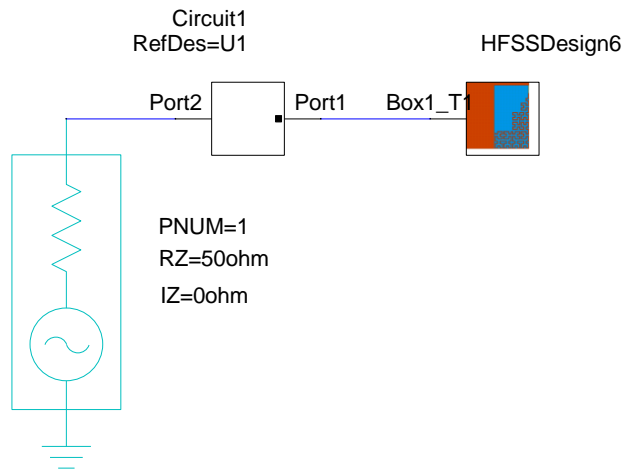 Circuit1
RefDes=U1
HFSSDesign6
Port2
Port1
Box1_T1
PNUM=1
RZ=50ohm
IZ=0ohm